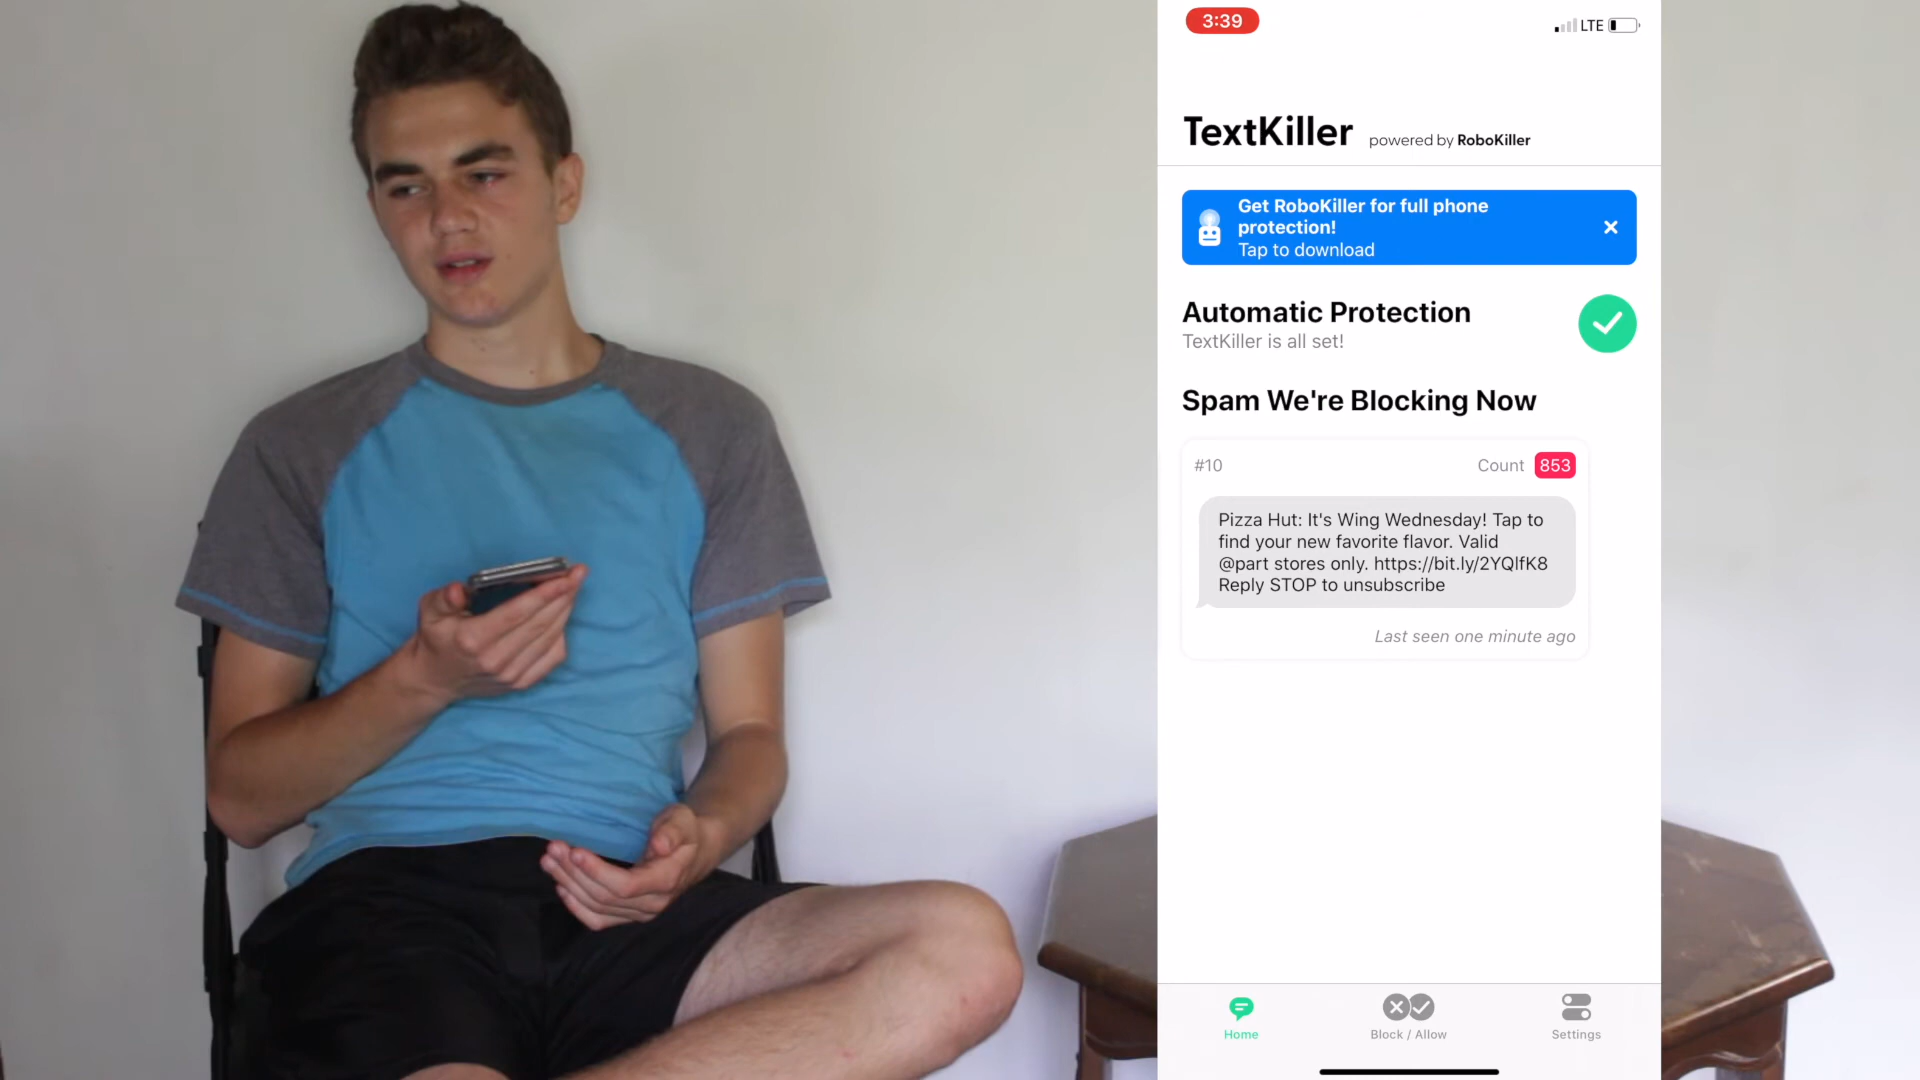 3:39
LTE
TextKiller powered by RoboKiller
Get RoboKiller for full phone
protection!
Tap to download
Automatic Protection
TextKiller is all set!
Spam We're Blocking Now
#10 Count 853
Pizza Hut: It's Wing Wednesday! Tap to
find your new favorite flavor. Valid
@part stores only. https://bit.ly/2YQlfK8
Reply STOP to unsubscribe
Last seen one minute ago
Home Block / Allow Settings